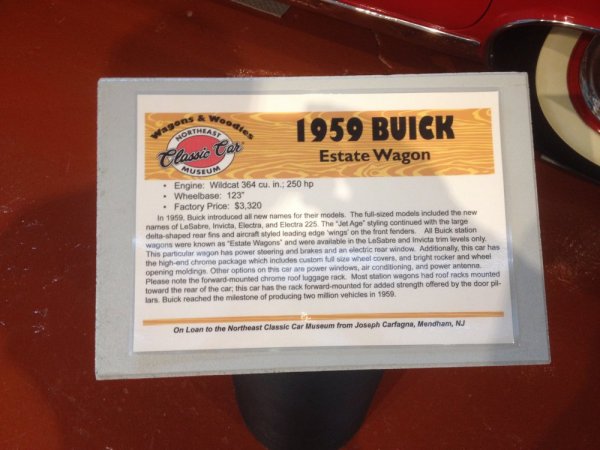 Wagons & Woodies
NORTHEAST
Classic Car
MUSEUM
1959 BUICK
Estate Wagon
• Engine: Wildcat 364 cu. in.; 250 hp
• Wheelbase: 123"
• Factory Price: $3,320
In 1959, Buick introduced all new names for their models. The full-sized models included the new
names of LeSabre, Invicta, Electra, and Electra 225. The "Jet Age" styling continued with the large
delta-shaped rear fins and aircraft styled leading edge 'wings' on the front fenders. All Buick station
wagons were known as "Estate Wagons" and were available in the LeSabre and Invicta trim levels only.
This particular wagon has power steering and brakes and an electric rear window. Additionally, this car has
the high-end chrome package which includes custom full size wheel covers, and bright rocker and wheel
opening moldings. Other options on this car are power windows, air conditioning, and power antenna.
Please note the forward-mounted chrome roof luggage rack. Most station wagons had roof racks mounted
toward the rear of the car; this car has the rack forward-mounted for added strength offered by the door pil-
lars. Buick reached the milestone of producing two million vehicles in 1959.
On Loan to the Northeast Classic Car Museum from Joseph Carfagna, Mendham, NJ